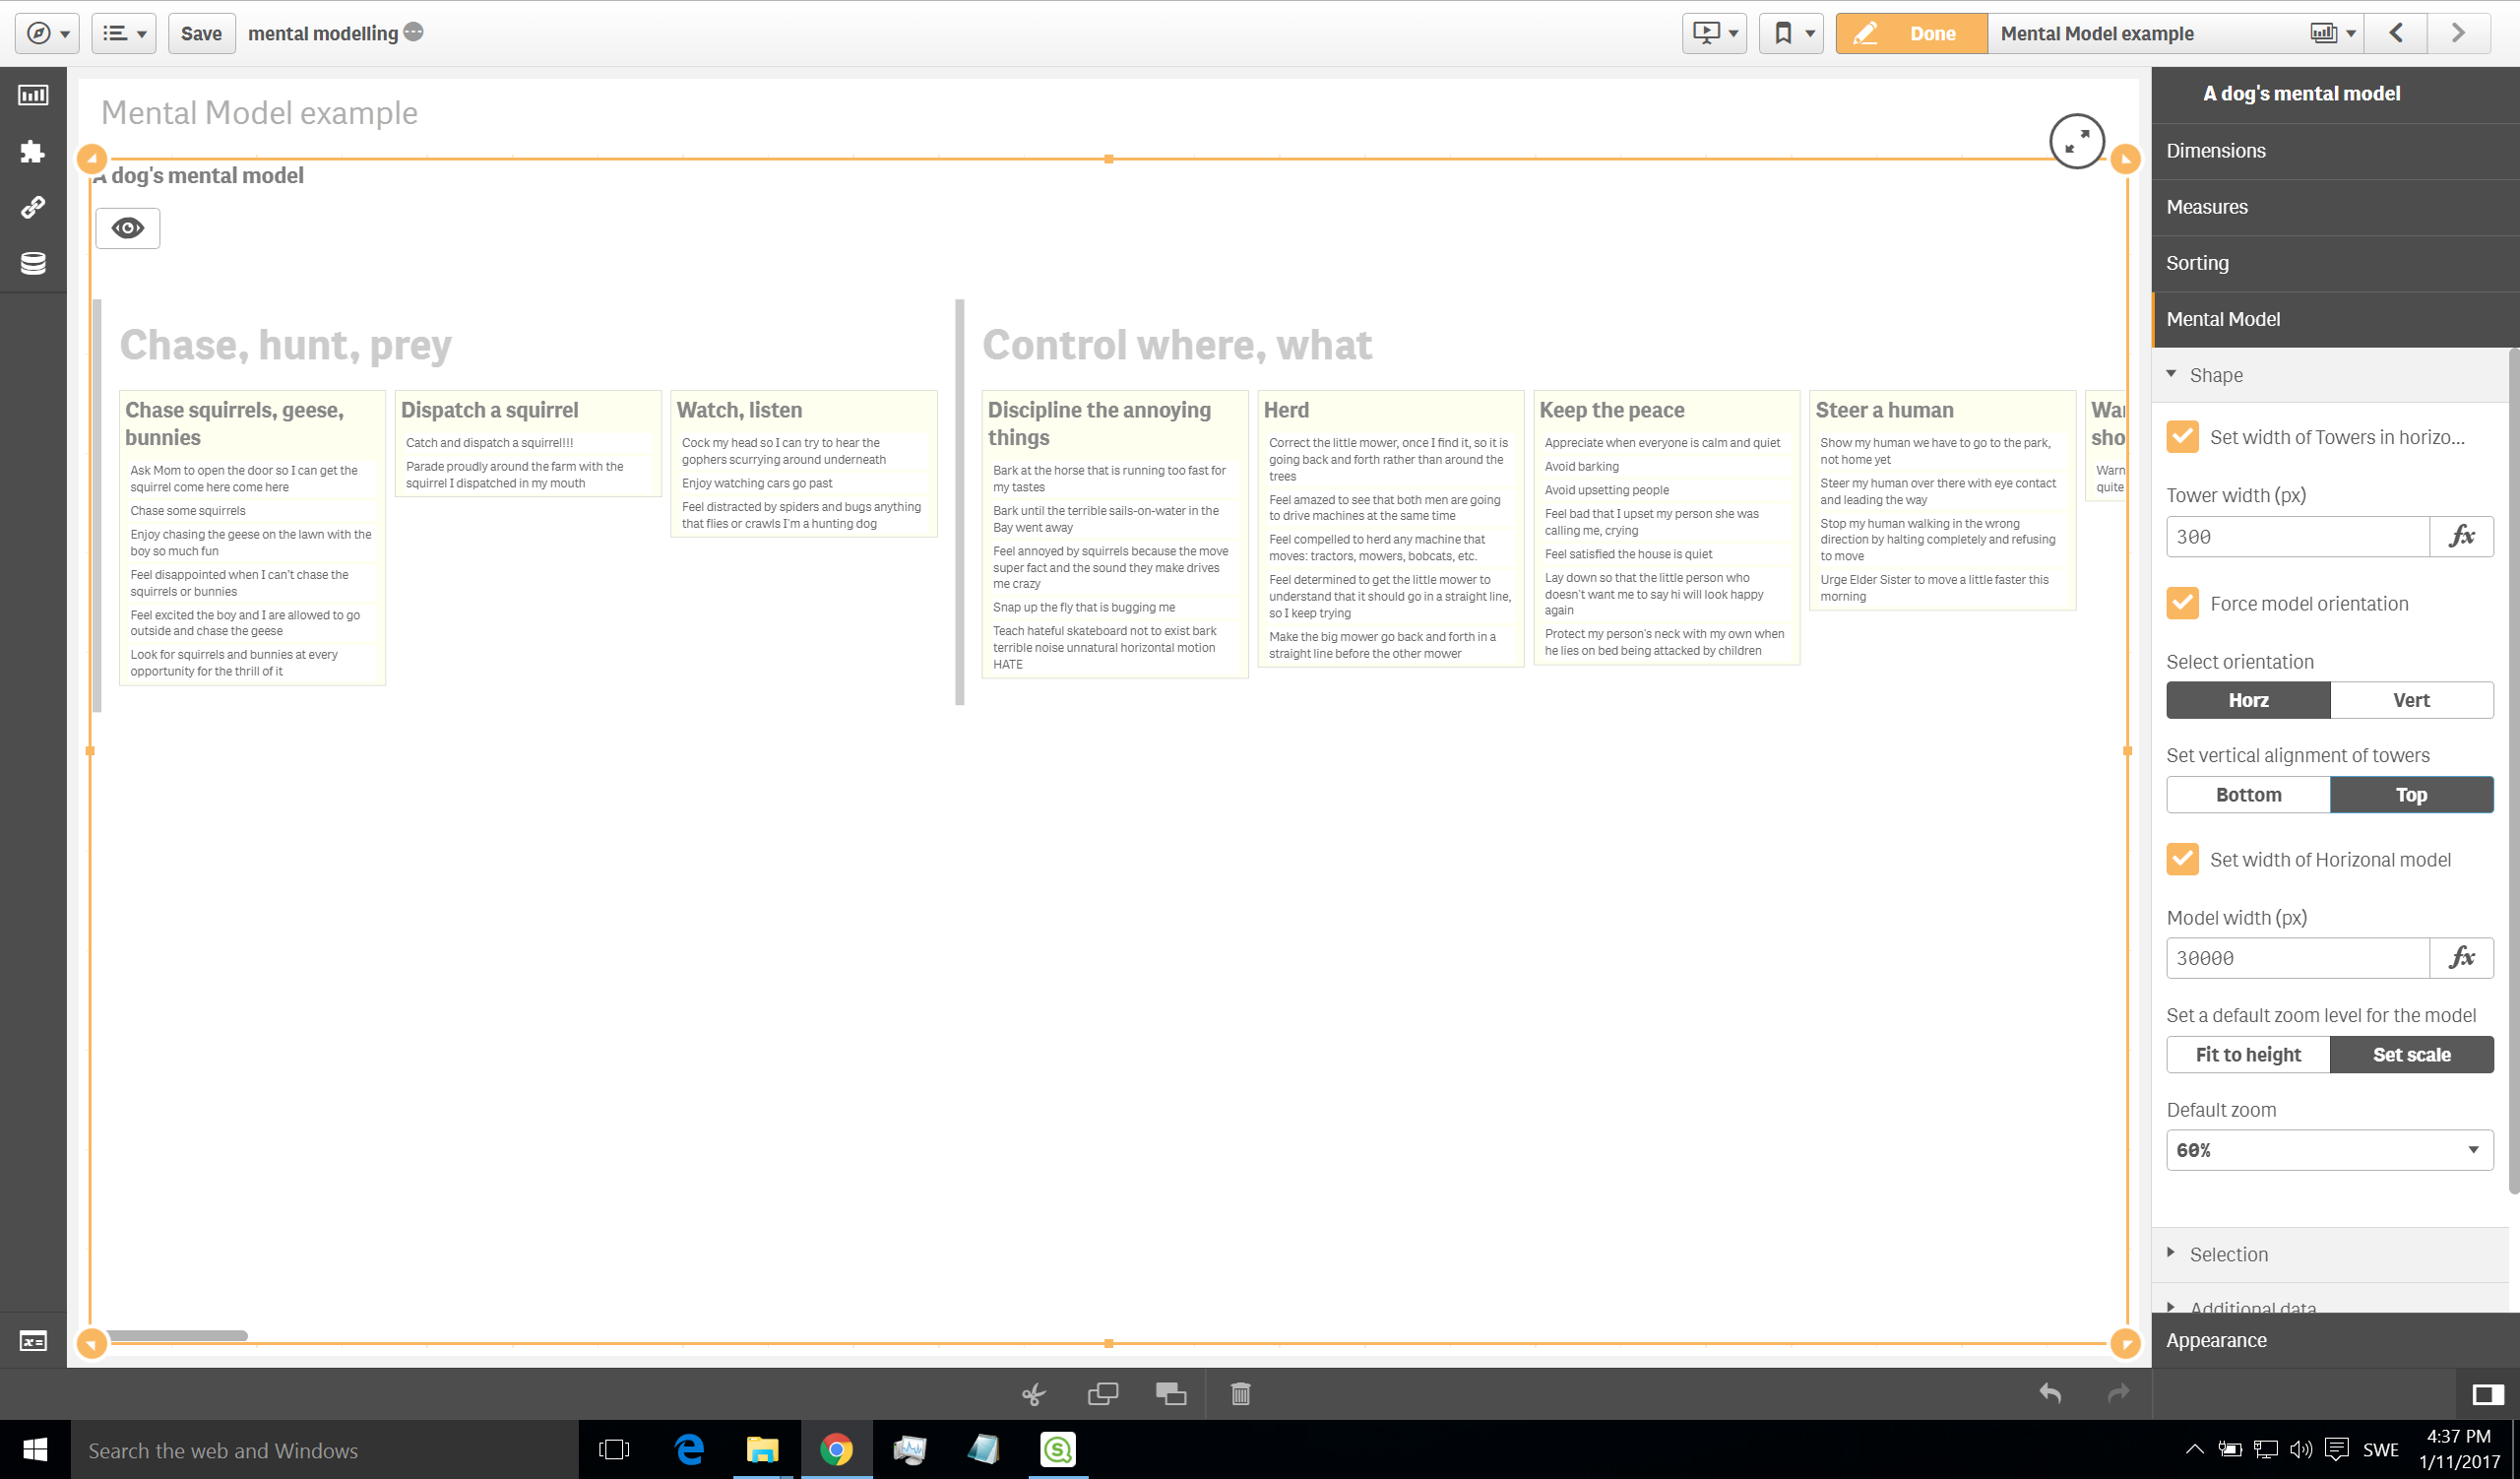 Save
mental modelling
Done
Mental Model example
Mental Model example
A dog's mental model
Chase, hunt, prey
Chase squirrels, geese,
bunnies
Ask Mom to open the door so I can get the
squirrel come here come here
Chase some squirrels
Enjoy chasing the geese on the lawn with the
boy so much fun
Feel disappointed when I can't chase the
squirrels or bunnies
Feel excited the boy and I are allowed to go
outside and chase the geese
Look for squirrels and bunnies at every
opportunity for the thrill of it
Dispatch a squirrel
Catch and dispatch a squirrel!!!!
Parade proudly around the farm with the
squirrel I dispatched in my mouth
Watch, listen
Cock my head so I can try to hear the
gophers scurrying around underneath
Enjoy watching cars go past
Feel distracted by spiders and bugs anything
that flies or crawls I'm a hunting dog
Control where, what
Discipline the annoying
things
Bark at the horse that is running too fast for
my tastes
Bark until the terrible sails-on-water in the
Bay went away
Feel annoyed by squirrels because the move
super fact and the sound they make drives
me crazy
Snap up the fly that is bugging me
Teach hateful skateboard not to exist bark
terrible noise unnatural horizontal motion
HATE
Herd
Correct the little mower, once I find it, so it is
going back and forth rather than around the
trees
Feel amazed to see that both men are going
to drive machines at the same time
Feel compelled to herd any machine that
moves: tractors, mowers, bobcats, etc.
Feel determined to get the little mower to
understand that it should go in a straight line,
so I keep trying
Make the big mower go back and forth in a
straight line before the other mower
Keep the peace
Appreciate when everyone is calm and quiet
Avoid barking
Avoid upsetting people
Feel bad that I upset my person she was
calling me, crying
Feel satisfied the house is quiet
Lay down so that the little person who
doesn't want me to say hi will look happy
again
Protect my person's neck with my own when
he lies on bed being attacked by children
Steer a human
Show my human we have to go to the park,
not home yet
Steer my human over there with eye contact
and leading the way
Stop my human walking in the wrong
direction by halting completely and refusing
to move
Urge Elder Sister to move a little faster this
morning
War
sho
Warn
quite
A dog's mental model
Dimensions
Measures
Sorting
Mental Model
Shape
Set width of Towers in horizo...
Tower width (px)
300
fx
Force model orientation
Select orientation
Horz Vert
Set vertical alignment of towers
Bottom Top
Set width of Horizonal model
Model width (px)
30000
fx
Set a default zoom level for the model
Fit to height Set scale
Default zoom
60%
Selection
Additional data
Appearance
x=
Search the web and Windows
SWE
4:37 PM
1/11/2017